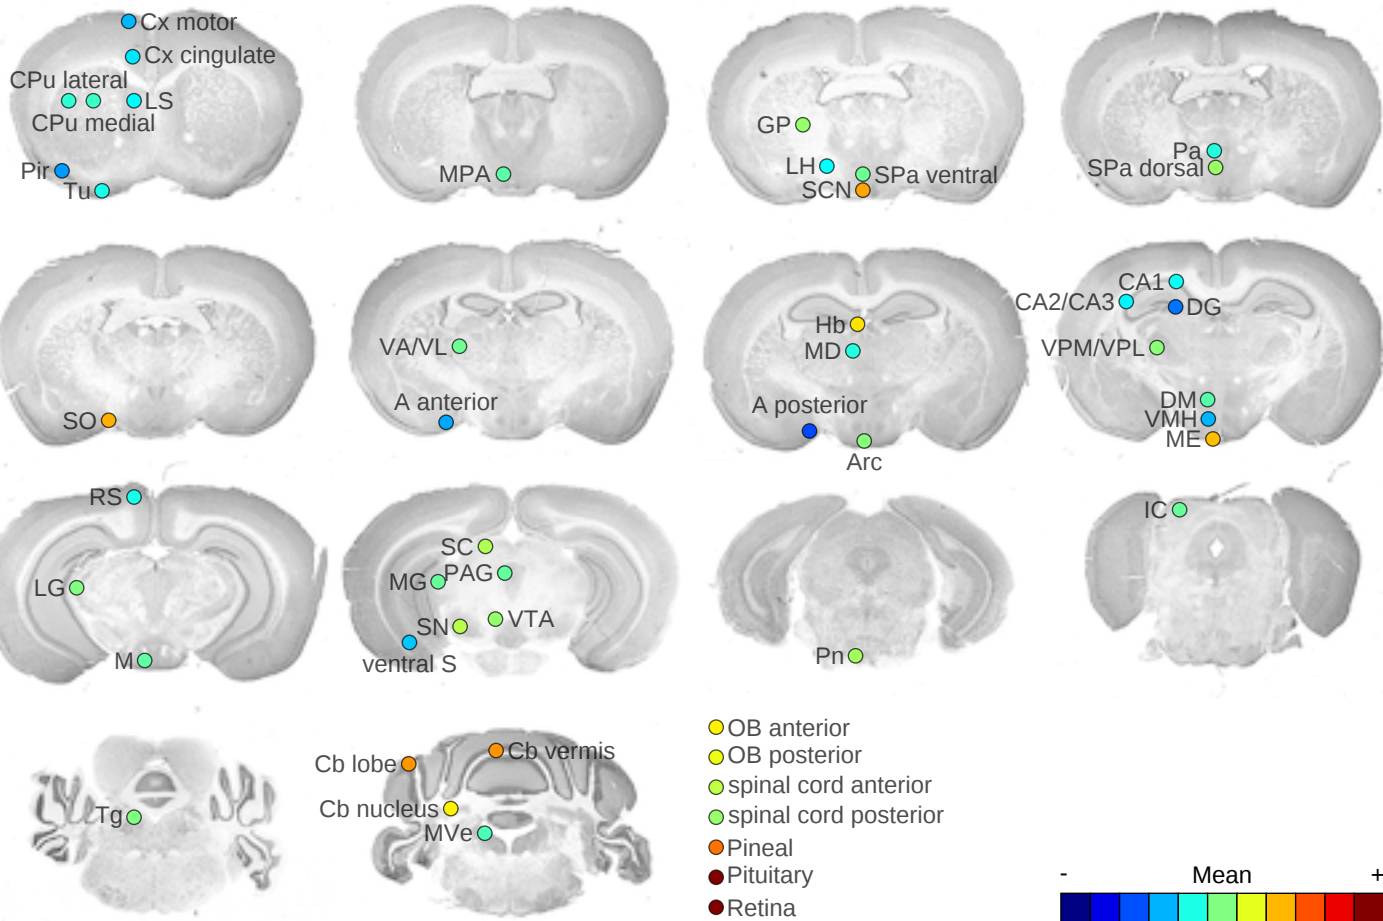 Cx motor
Cx cingulate
CPu lateral
LS
CPu medial
Pir
Tu
MPA
GP
LH
SPa ventral
SCN
Pa
SPa dorsal
SO
VA/VL
A anterior
Hb
MD
A posterior
Arc
CA1
CA2/CA3
DG
VPM/VPL
DM
VMH
ME
RS
LG
M
SC
MG
PAG
SN
VTA
ventral S
Pn
IC
Tg
Cb lobe
Cb vermis
Cb nucleus
MVe
OB anterior
OB posterior
spinal cord anterior
spinal cord posterior
Pineal
Pituitary
Retina
- Mean +